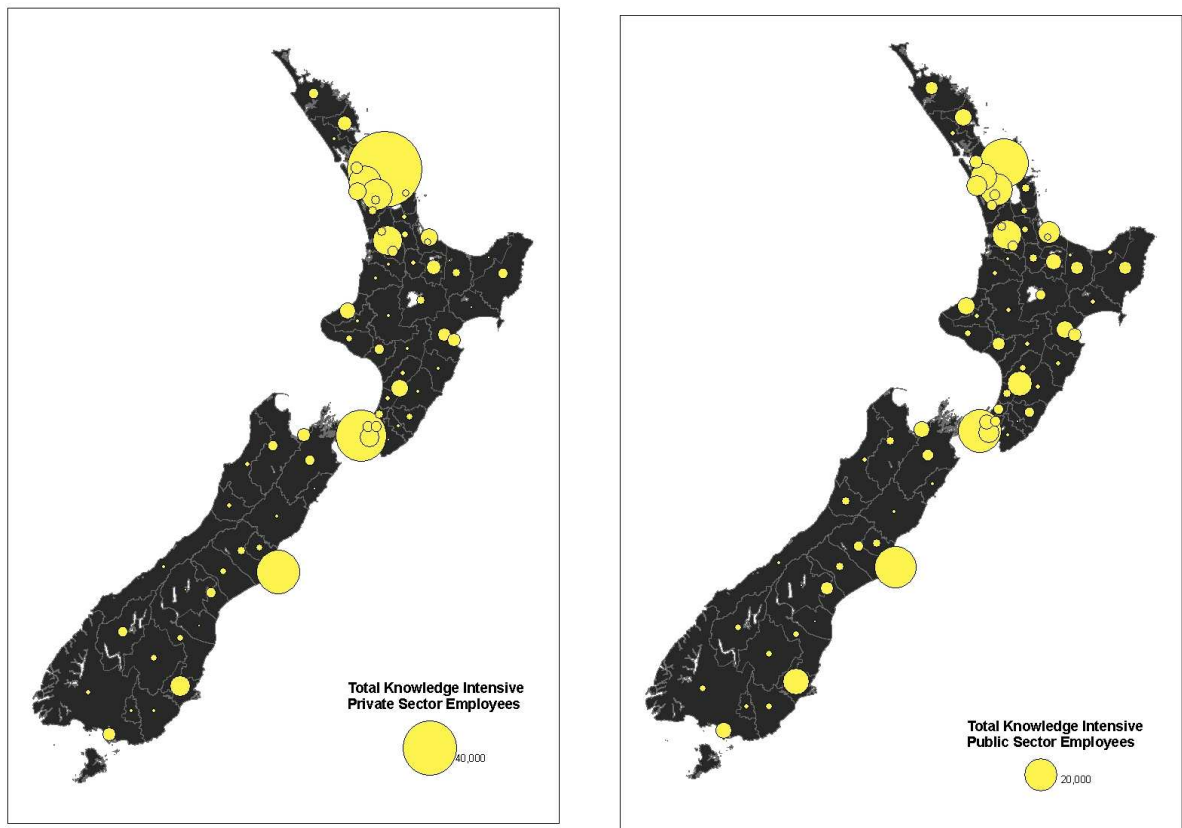 Total Knowledge Intensive
Private Sector Employees
40,000
Total Knowledge Intensive
Public Sector Employees
20,000